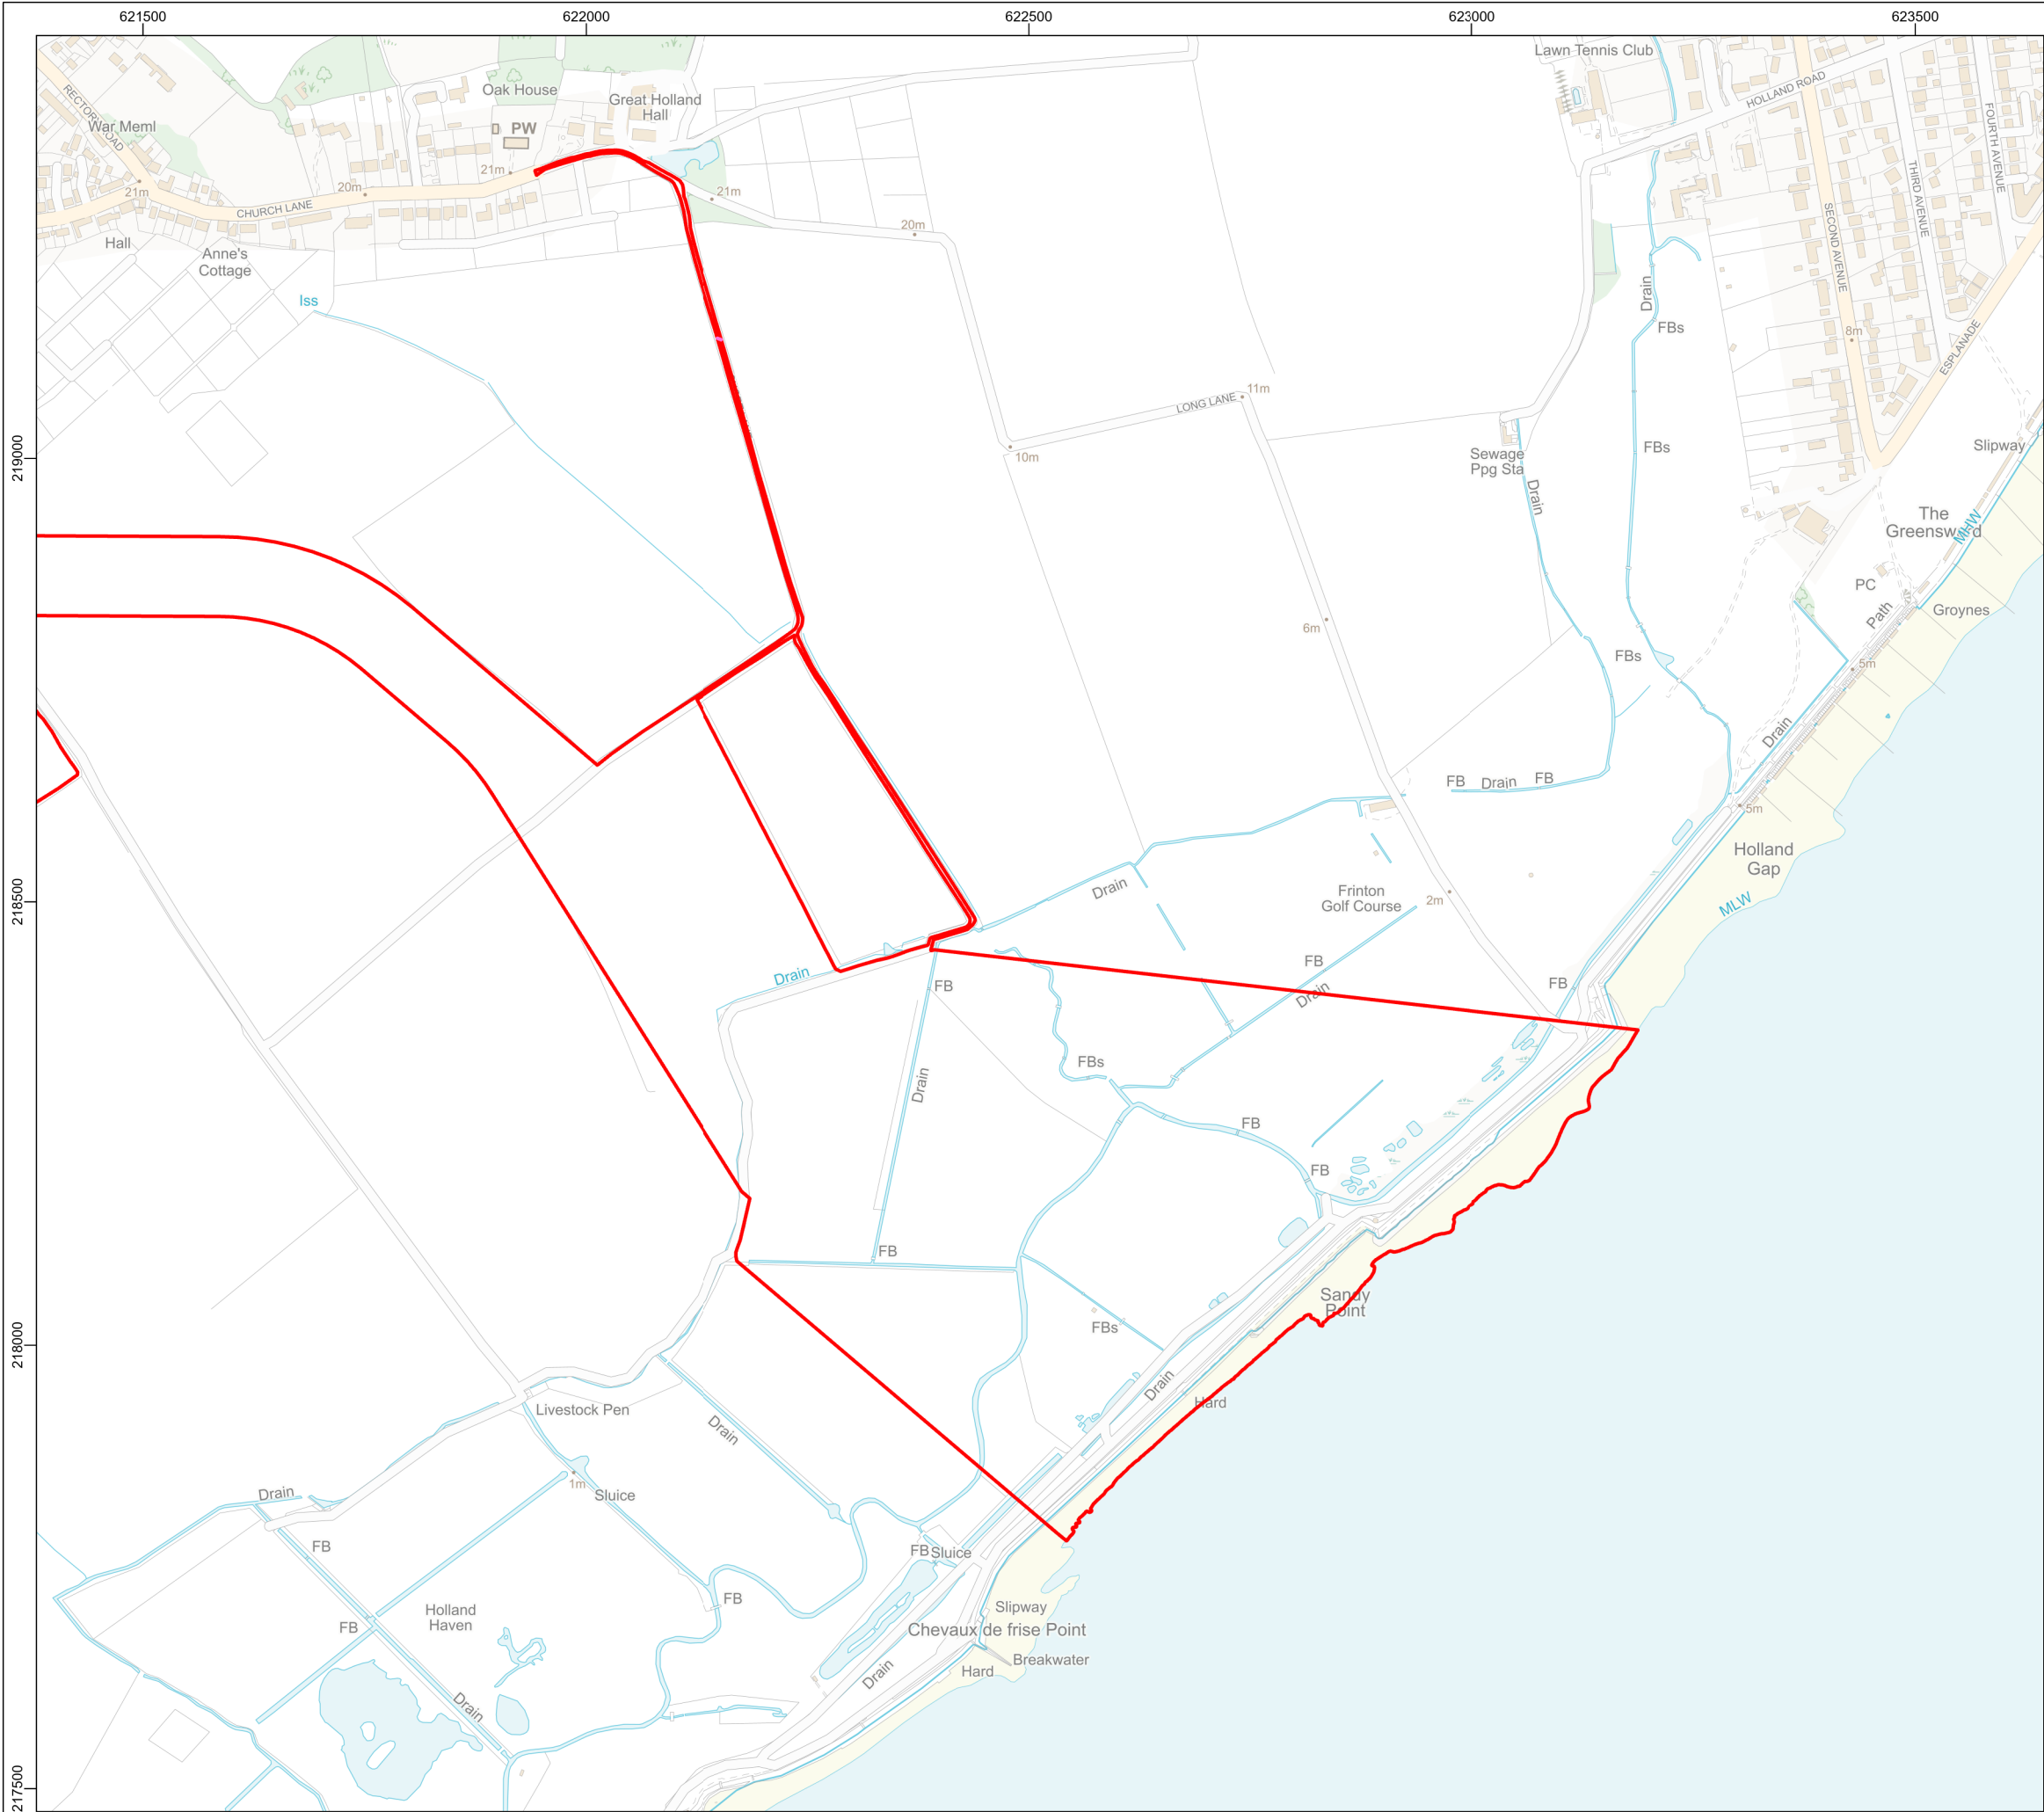 621500
622000
622500
623000
623500
219000
218500
218000
217500
RECTORY ROAD
War Meml
21m
CHURCH LANE
20m
21m
Oak House
PW
Great Holland
Hall
21m
20m
Hall
Anne's
Cottage
Iss
Lawn Tennis Club
HOLLAND ROAD
FOURTH AVENUE
THIRD AVENUE
SECOND AVENUE
8m
ESPLANADE
Drain
FBs
FBs
LONG LANE
11m
10m
Sewage
Ppg Sta
Drain
Slipway
The
Greensward
MHW
PC
Path
Groynes
6m
FBs
5m
Drain
FB
Drain
FB
5m
Holland
Gap
MLW
Drain
Frinton
Golf Course
2m
FB
Drain
FB
Drain
FB
FBs
Drain
FB
FB
FB
Sandy
Point
FBs
Drain
Hard
Livestock Pen
Drain
Drain
1m
Sluice
FB
FB
Sluice
FB
FB
Holland
Haven
Slipway
Chevaux de frise Point
Breakwater
Hard
Drain
Drain